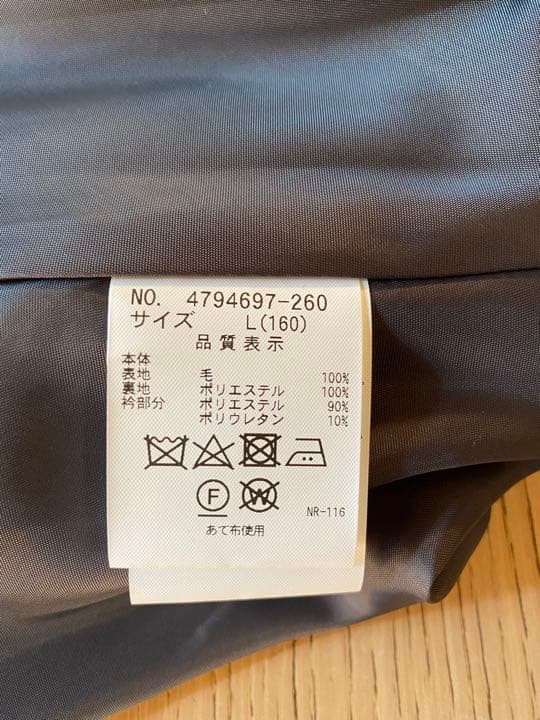 NO. 4794697-260
サイズ L(160)
品質表示
本体
表地 毛 100%
裏地 ポリエステル 100%
衿部分 ポリエステル 90%
ポリウレタン 10%
F W
NR-116
あて布使用